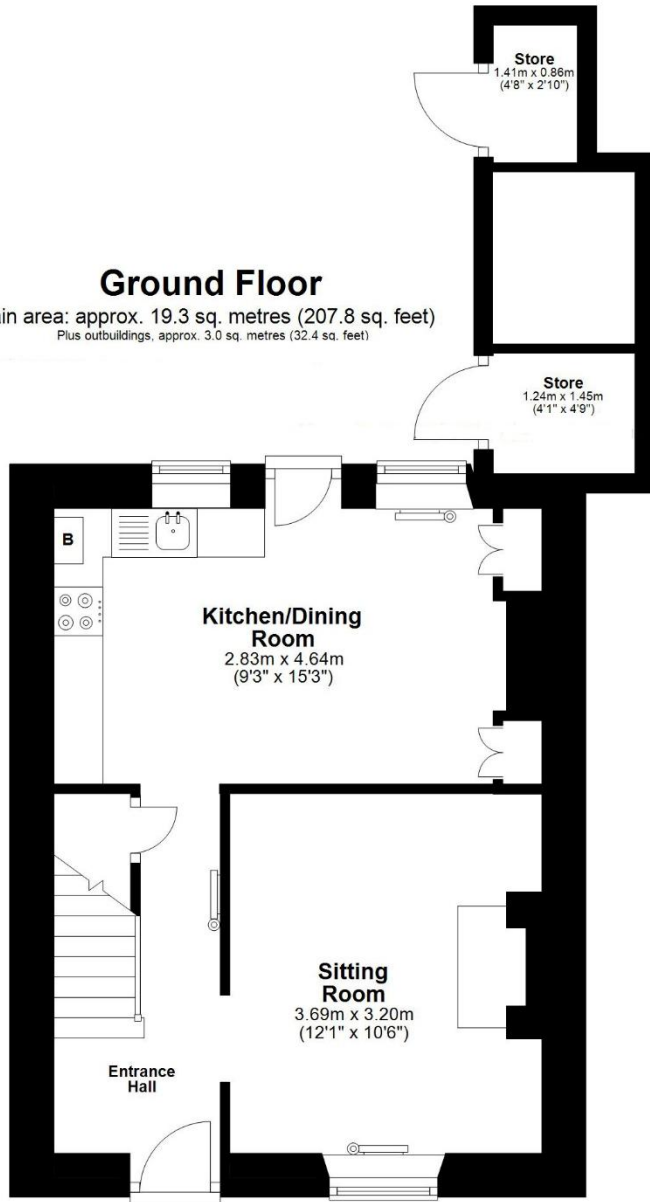 Store
1.41m x 0.86m
(4'8" x 2'10")
Ground Floor
in area: approx. 19.3 sq. metres (207.8 sq. feet)
Plus outbuildings, approx. 3.0 sq. metres (32.4 sq. feet)
Store
1.24m x 1.45m
(4'1" x 4'9")
B
Kitchen/Dining
Room
2.83m x 4.64m
(9'3" x 15'3")
Sitting
Room
3.69m x 3.20m
(12'1" x 10'6")
Entrance
Hall